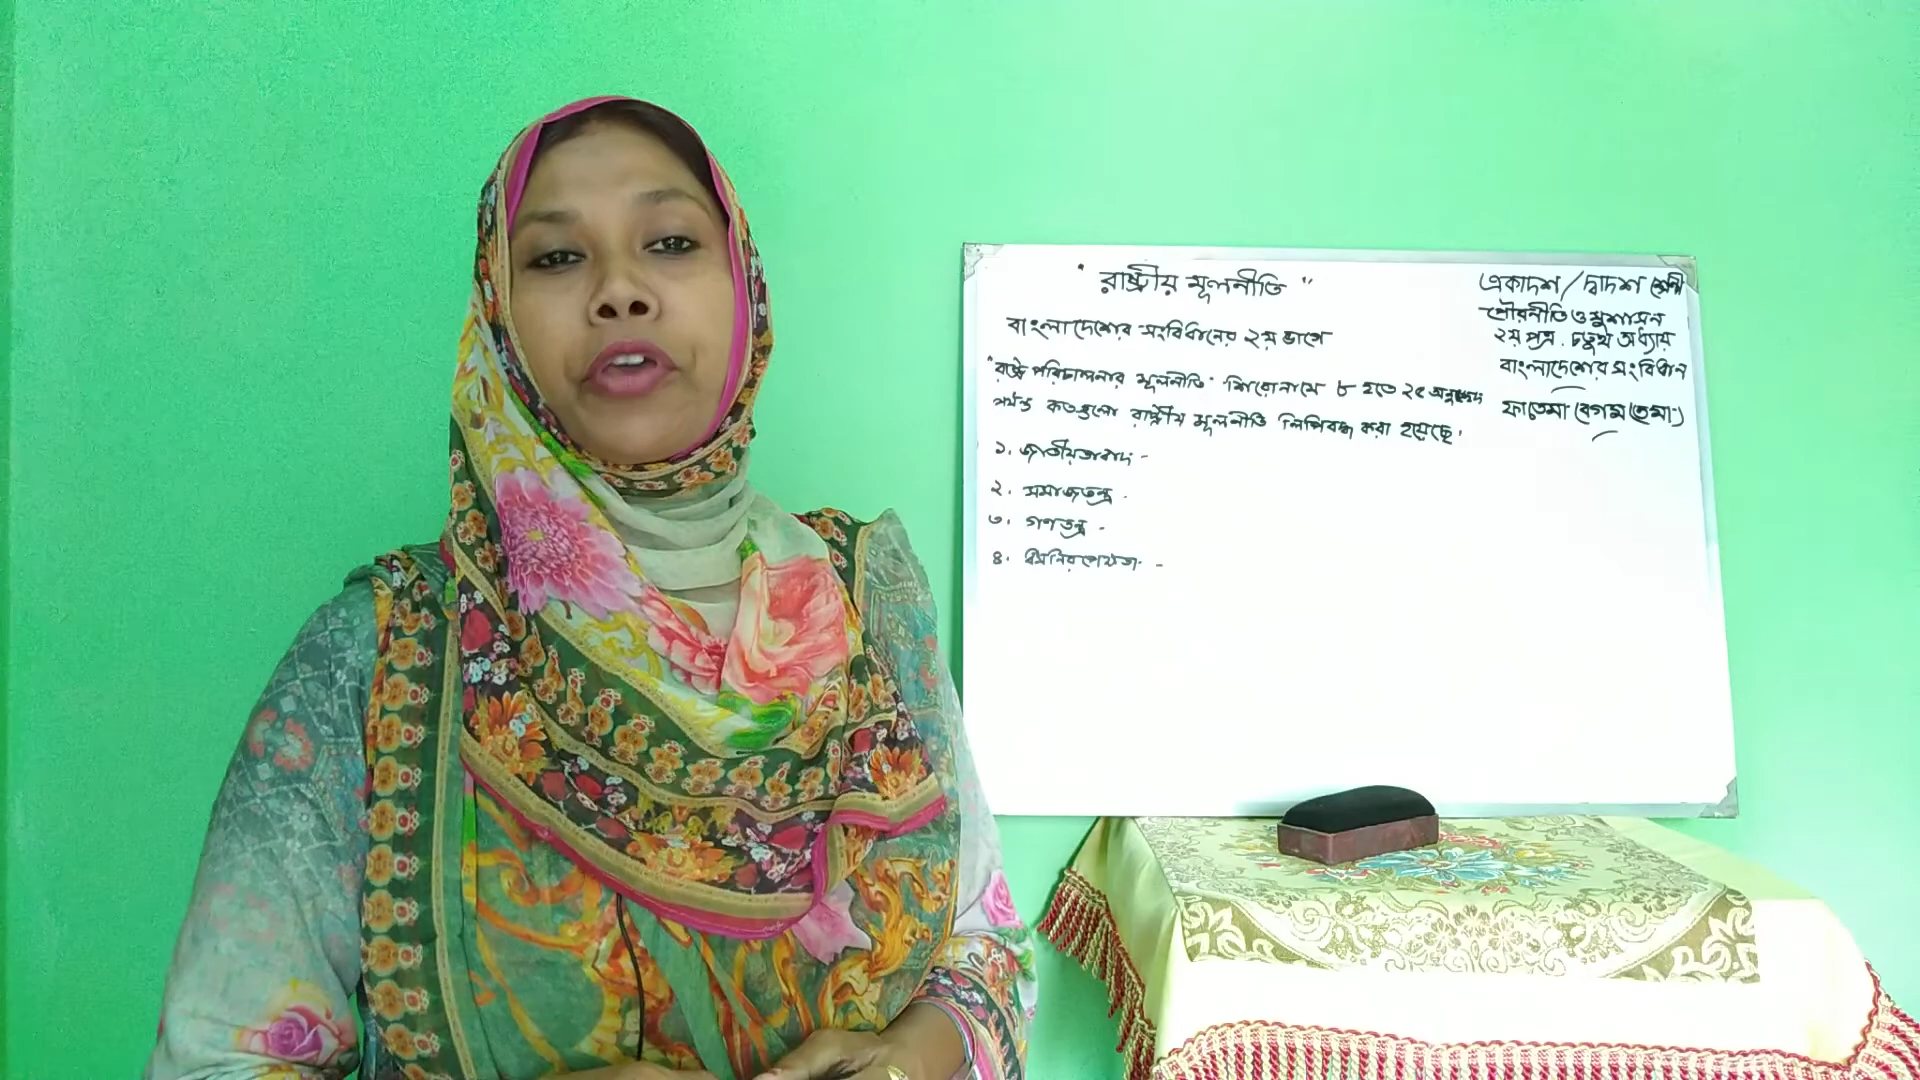 " রাষ্ট্রীয় মূলনীতি "
বাংলাদেশের সংবিধানের ২য় ভাগে
"রাষ্ট্র পরিচালনার মূলনীতি" শিরোনামে ৮ হতে ২৫ অনুচ্ছেদ
পর্যন্ত কতগুলো রাষ্ট্রীয় মূলনীতি লিপিবদ্ধ করা হয়েছে।
১. জাতীয়তাবাদ -
২. সমাজতন্ত্র -
৩. গণতন্ত্র -
৪. ধর্মনিরপেক্ষতা -
একাদশ / দ্বাদশ শ্রেণী
পৌরনীতি ও সুশাসন
২য় পত্র. চতুর্থ অধ্যায়
বাংলাদেশের সংবিধান
ফাতেমা বেগম (হেমা)